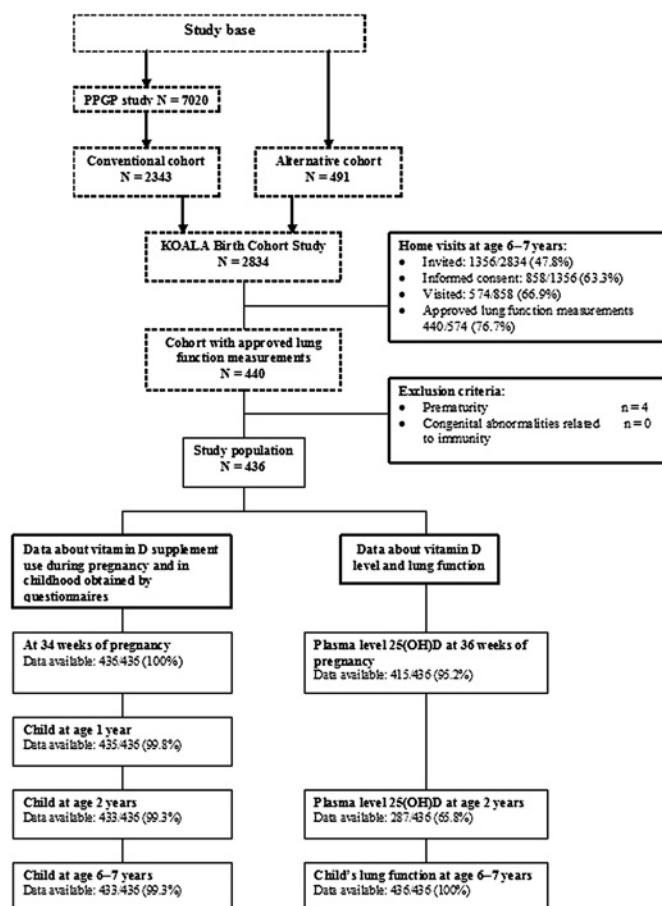 Study base
PPGP study N = 7020
Conventional cohort
N = 2343
Alternative cohort
N = 491
KOALA Birth Cohort Study
N = 2834
Home visits at age 6–7 years:
• Invited: 1356/2834 (47.8%)
• Informed consent: 858/1356 (63.3%)
• Visited: 574/858 (66.9%)
• Approved lung function measurements
440/574 (76.7%)
Cohort with approved lung
function measurements
N = 440
Exclusion criteria:
• Prematurity n = 4
• Congenital abnormalities related n = 0
to immunity
Study population
N = 436
Data about vitamin D supplement
use during pregnancy and in
childhood obtained by
questionnaires
Data about vitamin D
level and lung function
At 34 weeks of pregnancy
Data available: 436/436 (100%)
Plasma level 25(OH)D at 36 weeks of
pregnancy
Data available: 415/436 (95.2%)
Child at age 1 year
Data available: 435/436 (99.8%)
Child at age 2 years
Data available: 433/436 (99.3%)
Plasma level 25(OH)D at age 2 years
Data available: 287/436 (65.8%)
Child at age 6–7 years
Data available: 433/436 (99.3%)
Child's lung function at age 6–7 years
Data available: 436/436 (100%)